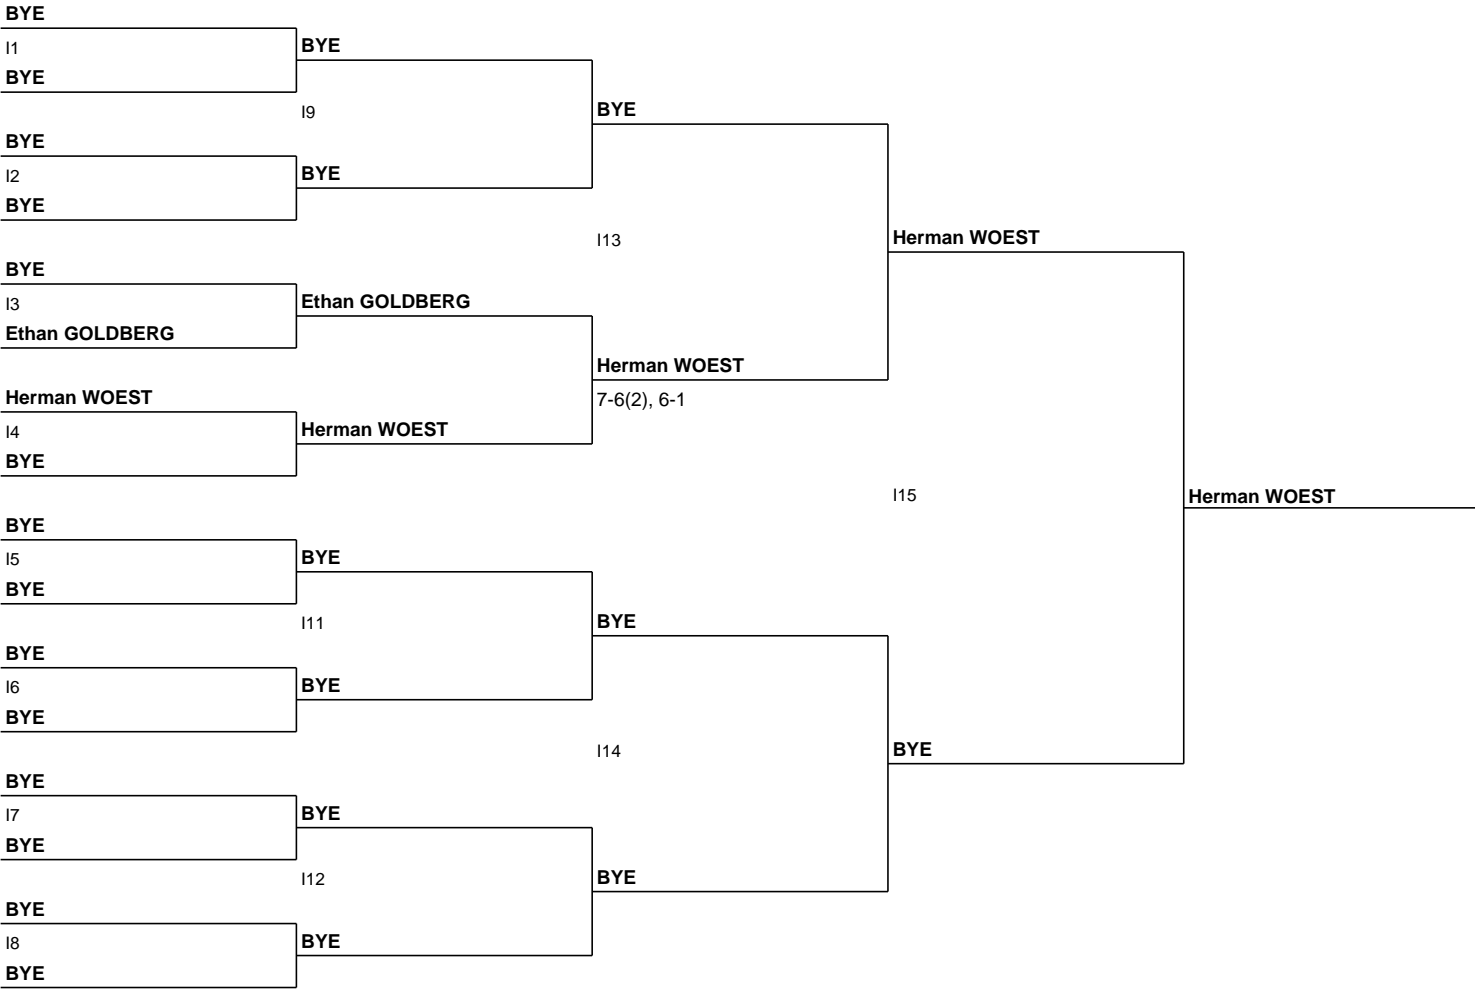 BYE
I1
BYE
BYE
I9
BYE
BYE
I2
BYE
BYE
I13
Herman WOEST
BYE
I3
Ethan GOLDBERG
Ethan GOLDBERG
Herman WOEST
7-6(2), 6-1
Herman WOEST
I4
Herman WOEST
BYE
I15
Herman WOEST
BYE
I5
BYE
BYE
I11
BYE
BYE
I6
BYE
BYE
I14
BYE
BYE
I7
BYE
BYE
I12
BYE
BYE
I8
BYE
BYE